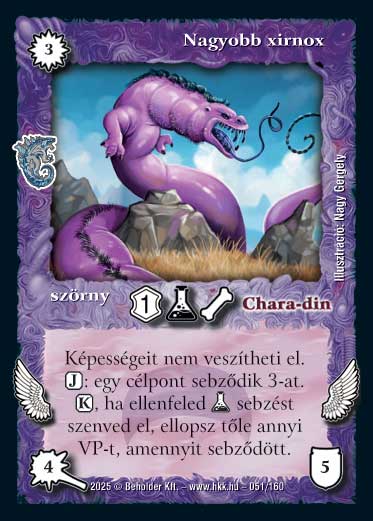 Nagyobb xirnox
3
Illusztráció: Nagy Gergely
szörny
1
Chara-din
Képességeit nem veszítheti el.
J: egy célpont sebződik 3-at.
K, ha ellenfeled sebzést
szenved el, ellopsz tőle annyi
VP-t, amennyit sebződött.
4
5
2025 © Beholder Kft. – www.hkk.hu – 051/160